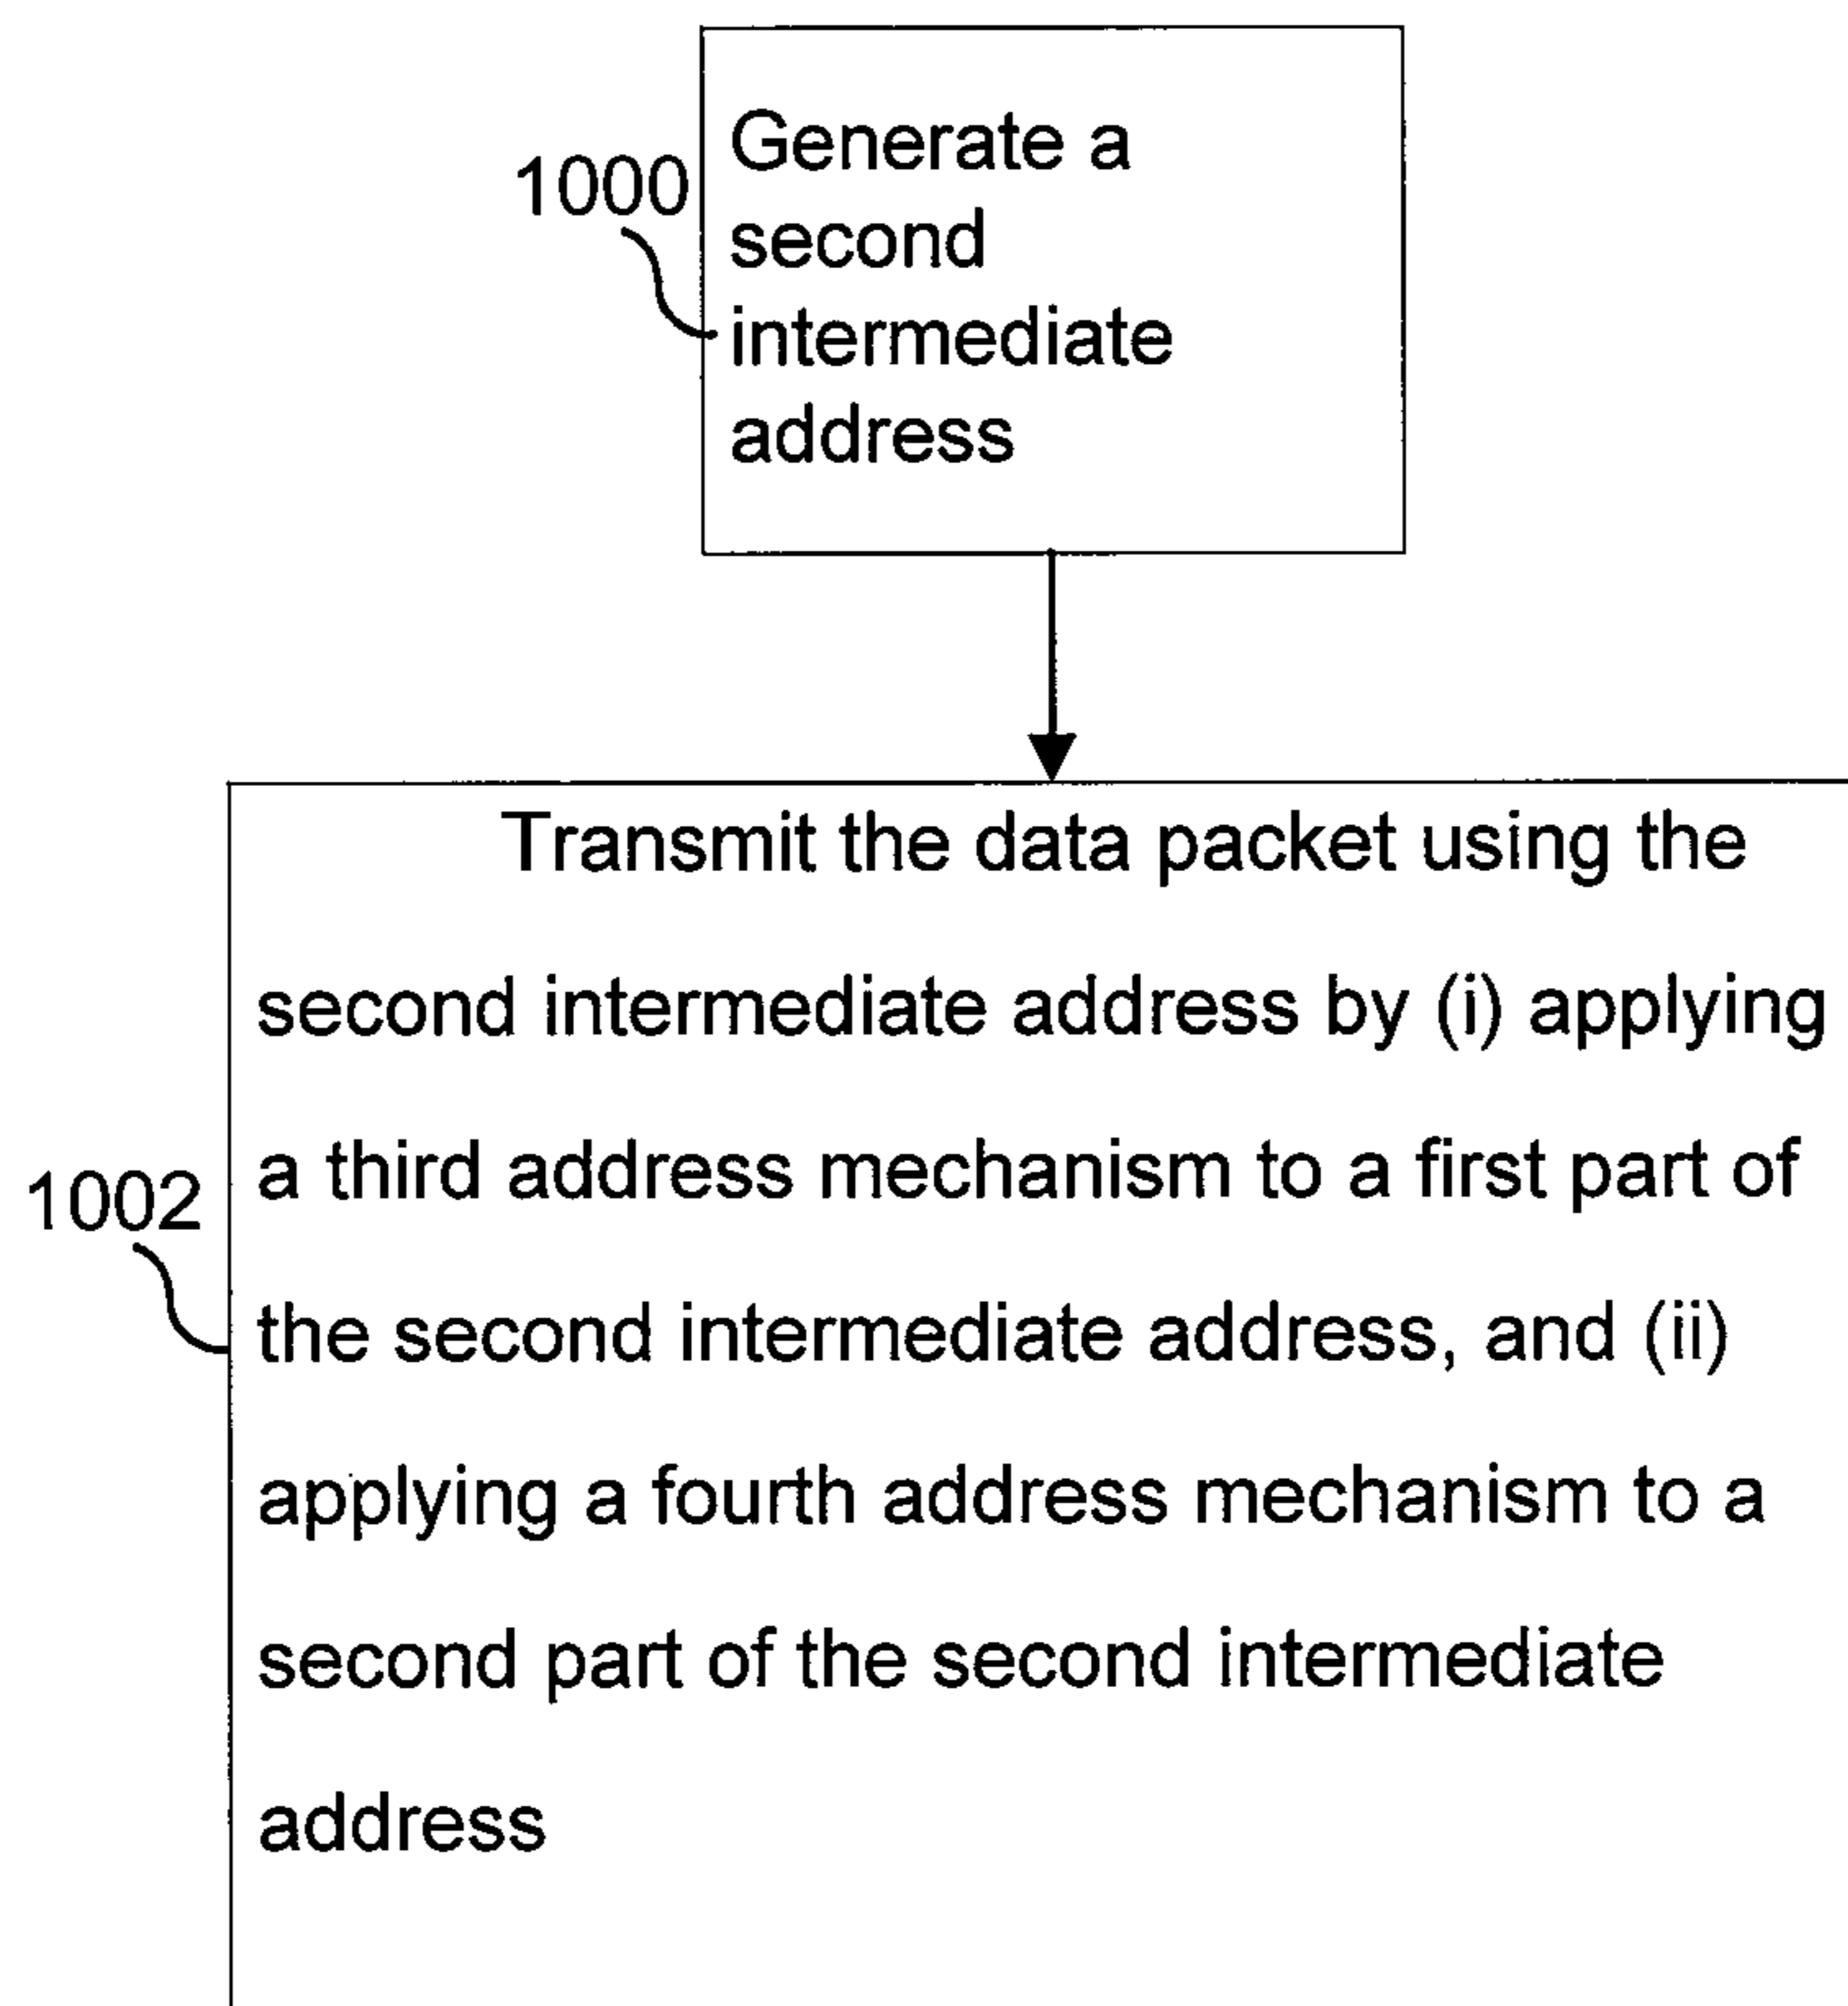 Generate a
1000
second
intermediate
address
Transmit the data packet using the
second intermediate address by (i) applying
a third address mechanism to a first part of
1002
the second intermediate address, and (ii)
applying a fourth address mechanism to a
second part of the second intermediate
address